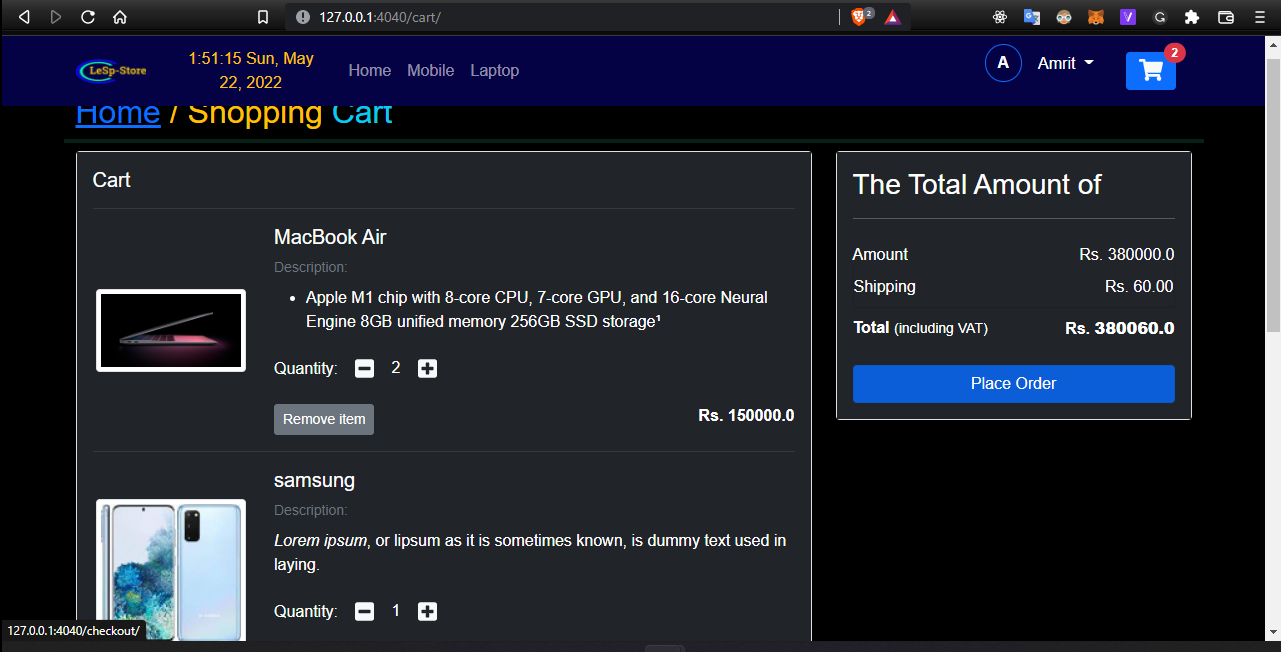 127.0.0.1:4040/cart/
2
LeSp-Store
1:51:15 Sun, May
22, 2022
Home
Mobile
Laptop
A
Amrit
2
Home / Shopping Cart
Cart
MacBook Air
Description:
• Apple M1 chip with 8-core CPU, 7-core GPU, and 16-core Neural
Engine 8GB unified memory 256GB SSD storage¹
Quantity: 2
Remove item
Rs. 150000.0
samsung
Description:
Lorem ipsum, or lipsum as it is sometimes known, is dummy text used in
laying.
Quantity: 1
The Total Amount of
Amount Rs. 380000.0
Shipping Rs. 60.00
Total (including VAT) Rs. 380060.0
Place Order
127.0.0.1:4040/checkout/